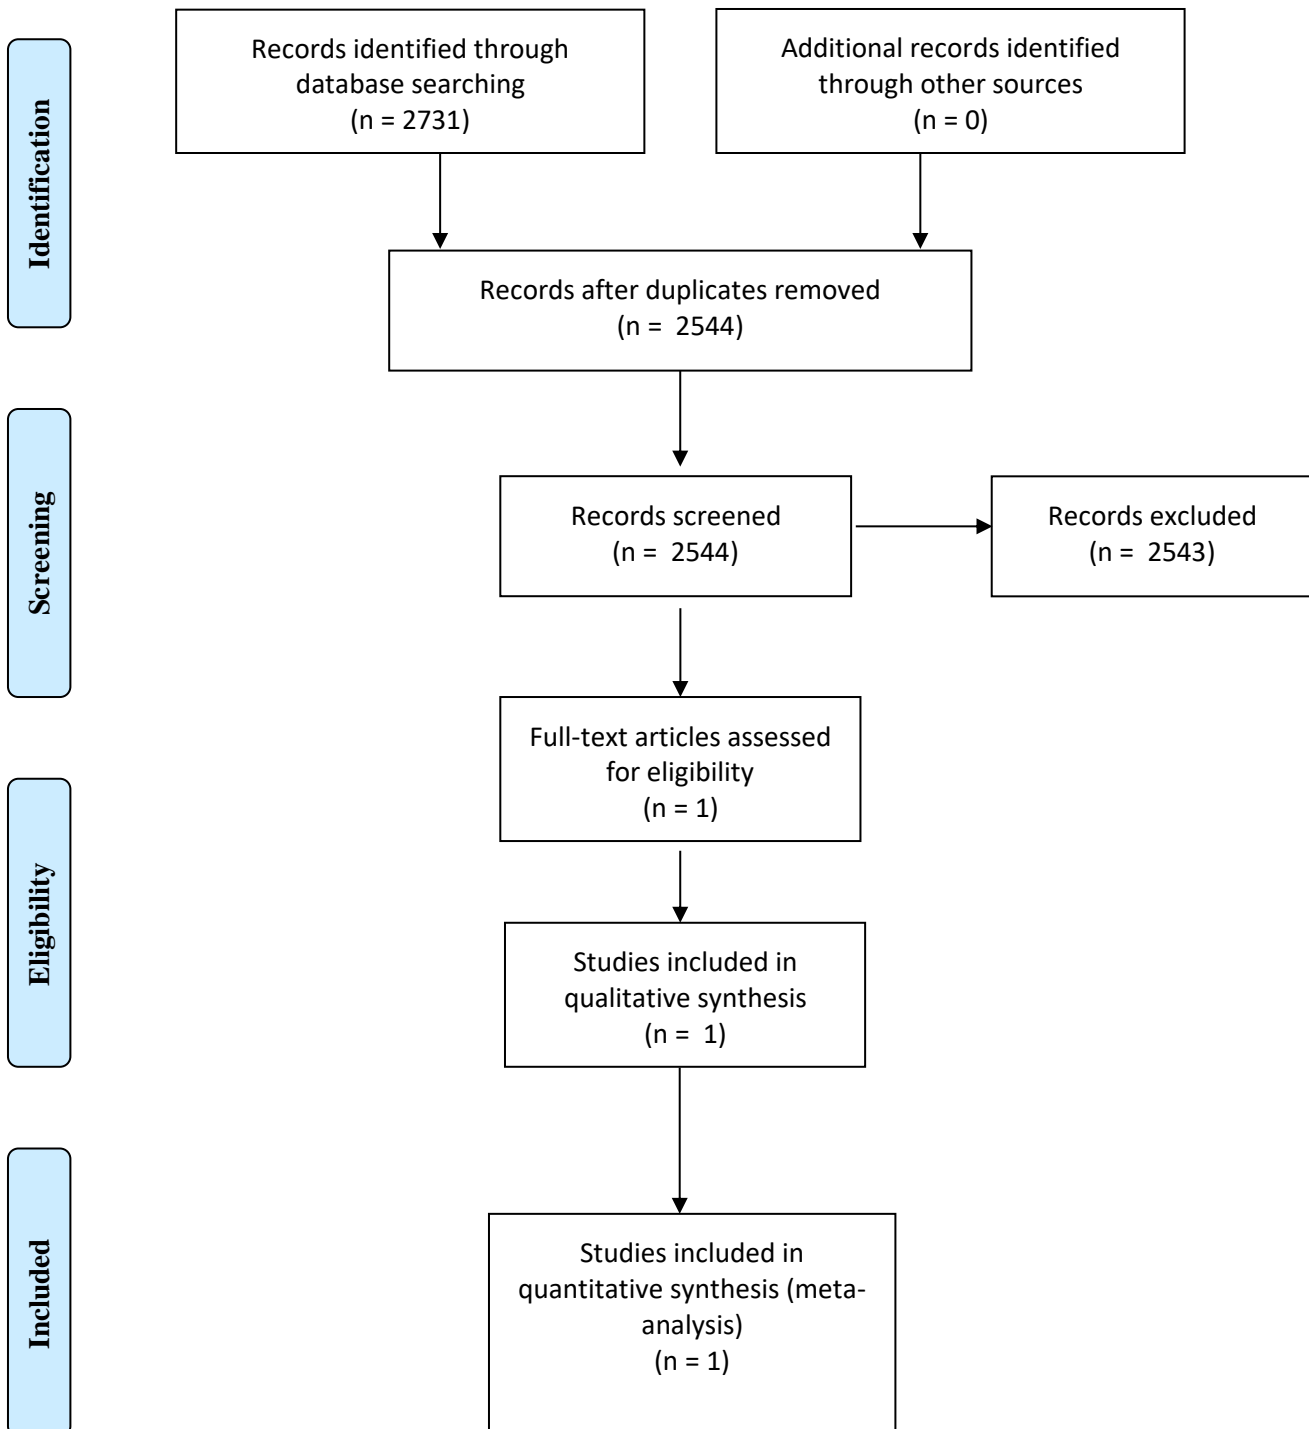 Identification
Records identified through
database searching
(n = 2731)
Additional records identified
through other sources
(n = 0)
Records after duplicates removed
(n =  2544)
Screening
Records screened
(n =  2544)
Records excluded
(n =  2543)
Full-text articles assessed
for eligibility
(n = 1)
Eligibility
Studies included in
qualitative synthesis
(n =  1)
Included
Studies included in
quantitative synthesis (meta-
analysis)
(n = 1)